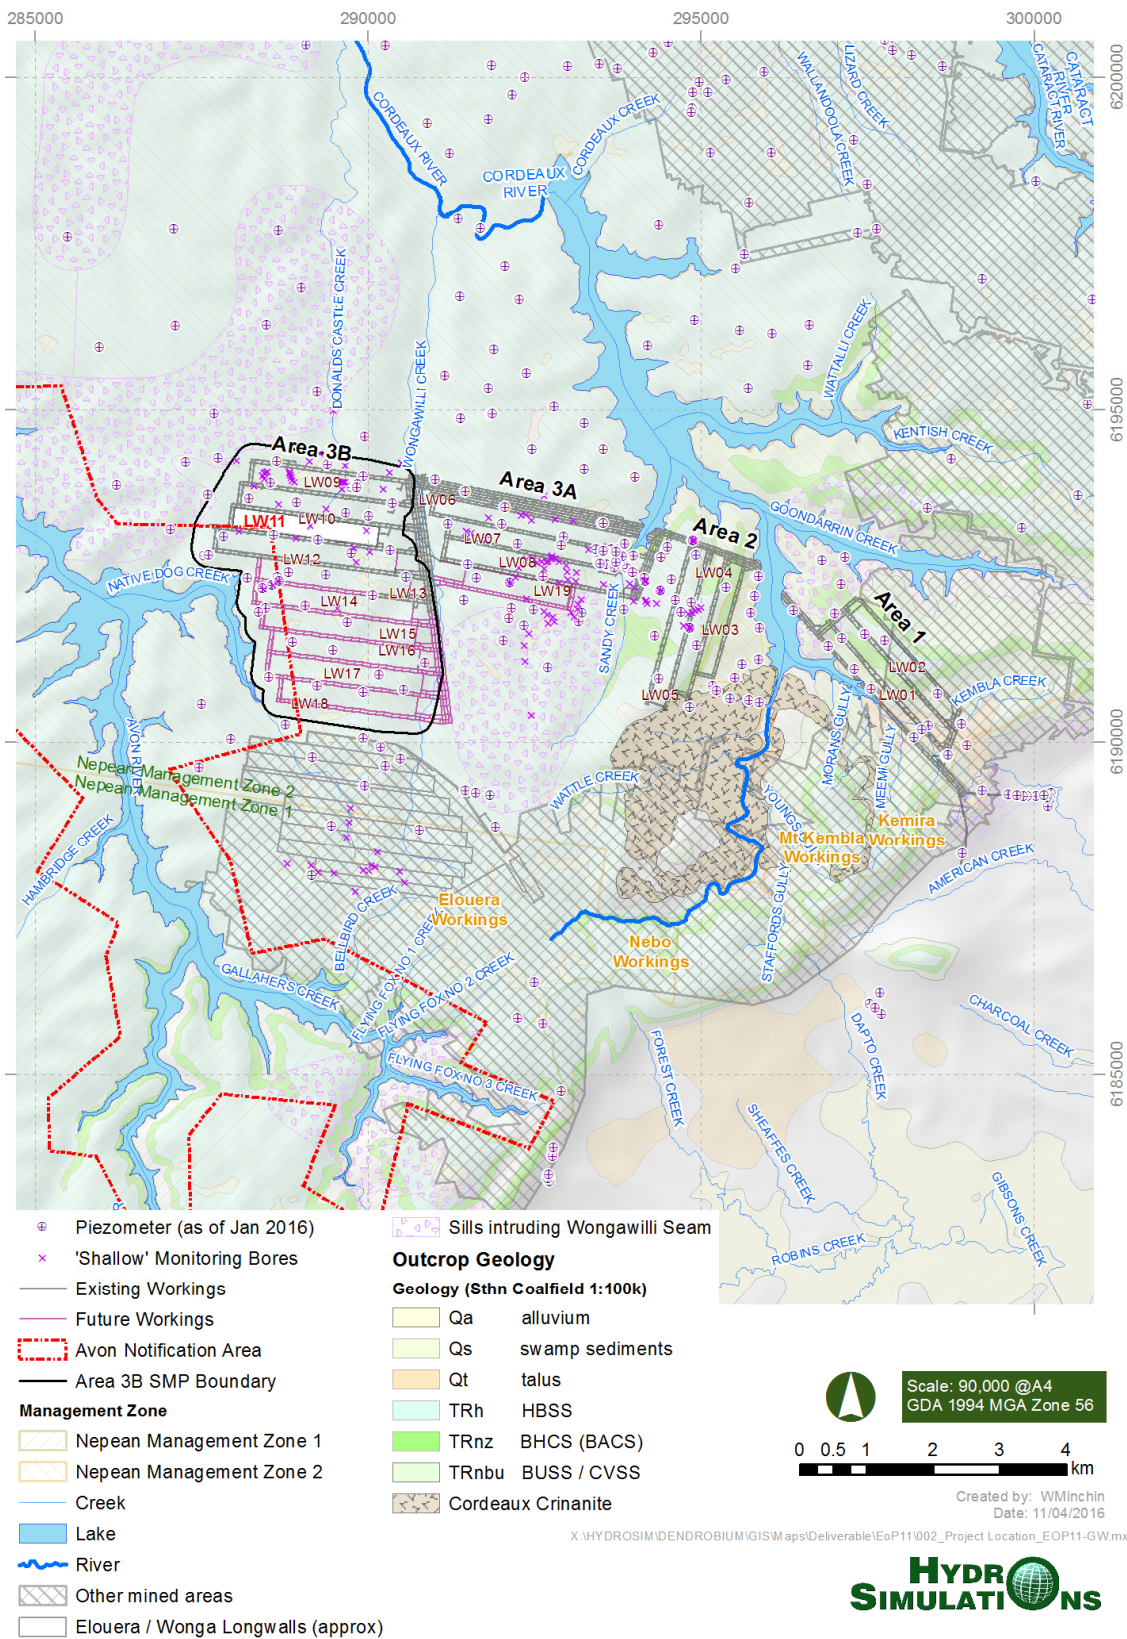 285000
290000
295000
300000
6200000
6195000
6190000
6185000
CORDEAUX RIVER
CORDEAUX
RIVER
CORDEAUX CREEK
WALLANDOOLA CREEK
LIZARD CREEK
CATARACT RIVER
CATARACT
RIVER
CATARACT
DONALDS CASTLE CREEK
WONGAWILLI CREEK
WATTALLI CREEK
KENTISH CREEK
GOONDARRIN CREEK
Area 3B
Area 3A
Area 2
Area 1
LW09
LW10
LW11
LW12
LW13
LW14
LW15
LW16
LW17
LW18
LW06
LW07
LW08
LW19
LW04
LW03
LW05
LW02
LW01
NATIVE DOG CREEK
SANDY CREEK
KEMBLA CREEK
MORANS GULLY
MEEMI GULLY
AVON RIVER
Nepean Management Zone 2
Nepean Management Zone 1
WATTLE CREEK
Mt Kembla
Workings
Kemira
Workings
HAMBRIDGE CREEK
AMERICAN CREEK
Elouera
Workings
BELLBIRD CREEK
STAFFORDS GULLY
Nebo
Workings
GALLAHERS CREEK
FLYING FOX NO 1 CREEK
FLYING FOX NO 2 CREEK
FLYING FOX NO 3 CREEK
FOREST CREEK
DAPTO CREEK
CHARCOAL CREEK
SHEAFFES CREEK
GIBSONS CREEK
ROBINS CREEK
Piezometer (as of Jan 2016)
'Shallow' Monitoring Bores
Existing Workings
Future Workings
Avon Notification Area
Area 3B SMP Boundary
Management Zone
Nepean Management Zone 1
Nepean Management Zone 2
Creek
Lake
River
Other mined areas
Elouera / Wonga Longwalls (approx)
Sills intruding Wongawilli Seam
Outcrop Geology
Geology (Sthn Coalfield 1:100k)
Qa alluvium
Qs swamp sediments
Qt talus
TRh HBSS
TRnz BHCS (BACS)
TRnbu BUSS / CVSS
Cordeaux Crinanite
Scale: 90,000 @A4
GDA 1994 MGA Zone 56
0 0.5 1 2 3 4
km
Created by: WMinchin
Date: 11/04/2016
X:\HYDROSIM\DENDROBIUM\GIS\Maps\Deliverable\EoP11\002_Project Location_EOP11-GW.mx
HYDRO
SIMULATIONS